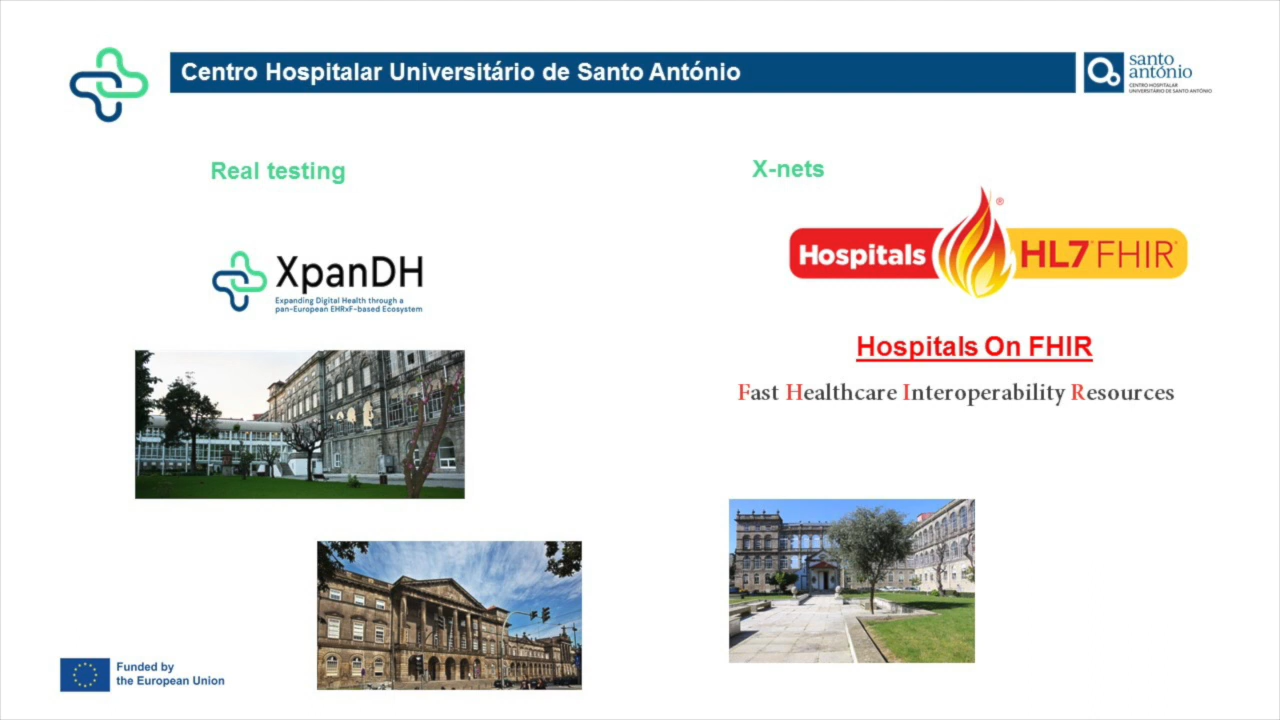 Centro Hospitalar Universitário de Santo António
santo
antónio
CENTRO HOSPITALAR
UNIVERSITÁRIO DE SANTO ANTÓNIO
Real testing
XpanDH
Expanding Digital Health through a
pan-European EHRxF-based Ecosystem
X-nets
Hospitals HL7® FHIR®
Hospitals On FHIR
Fast Healthcare Interoperability Resources
Funded by
the European Union